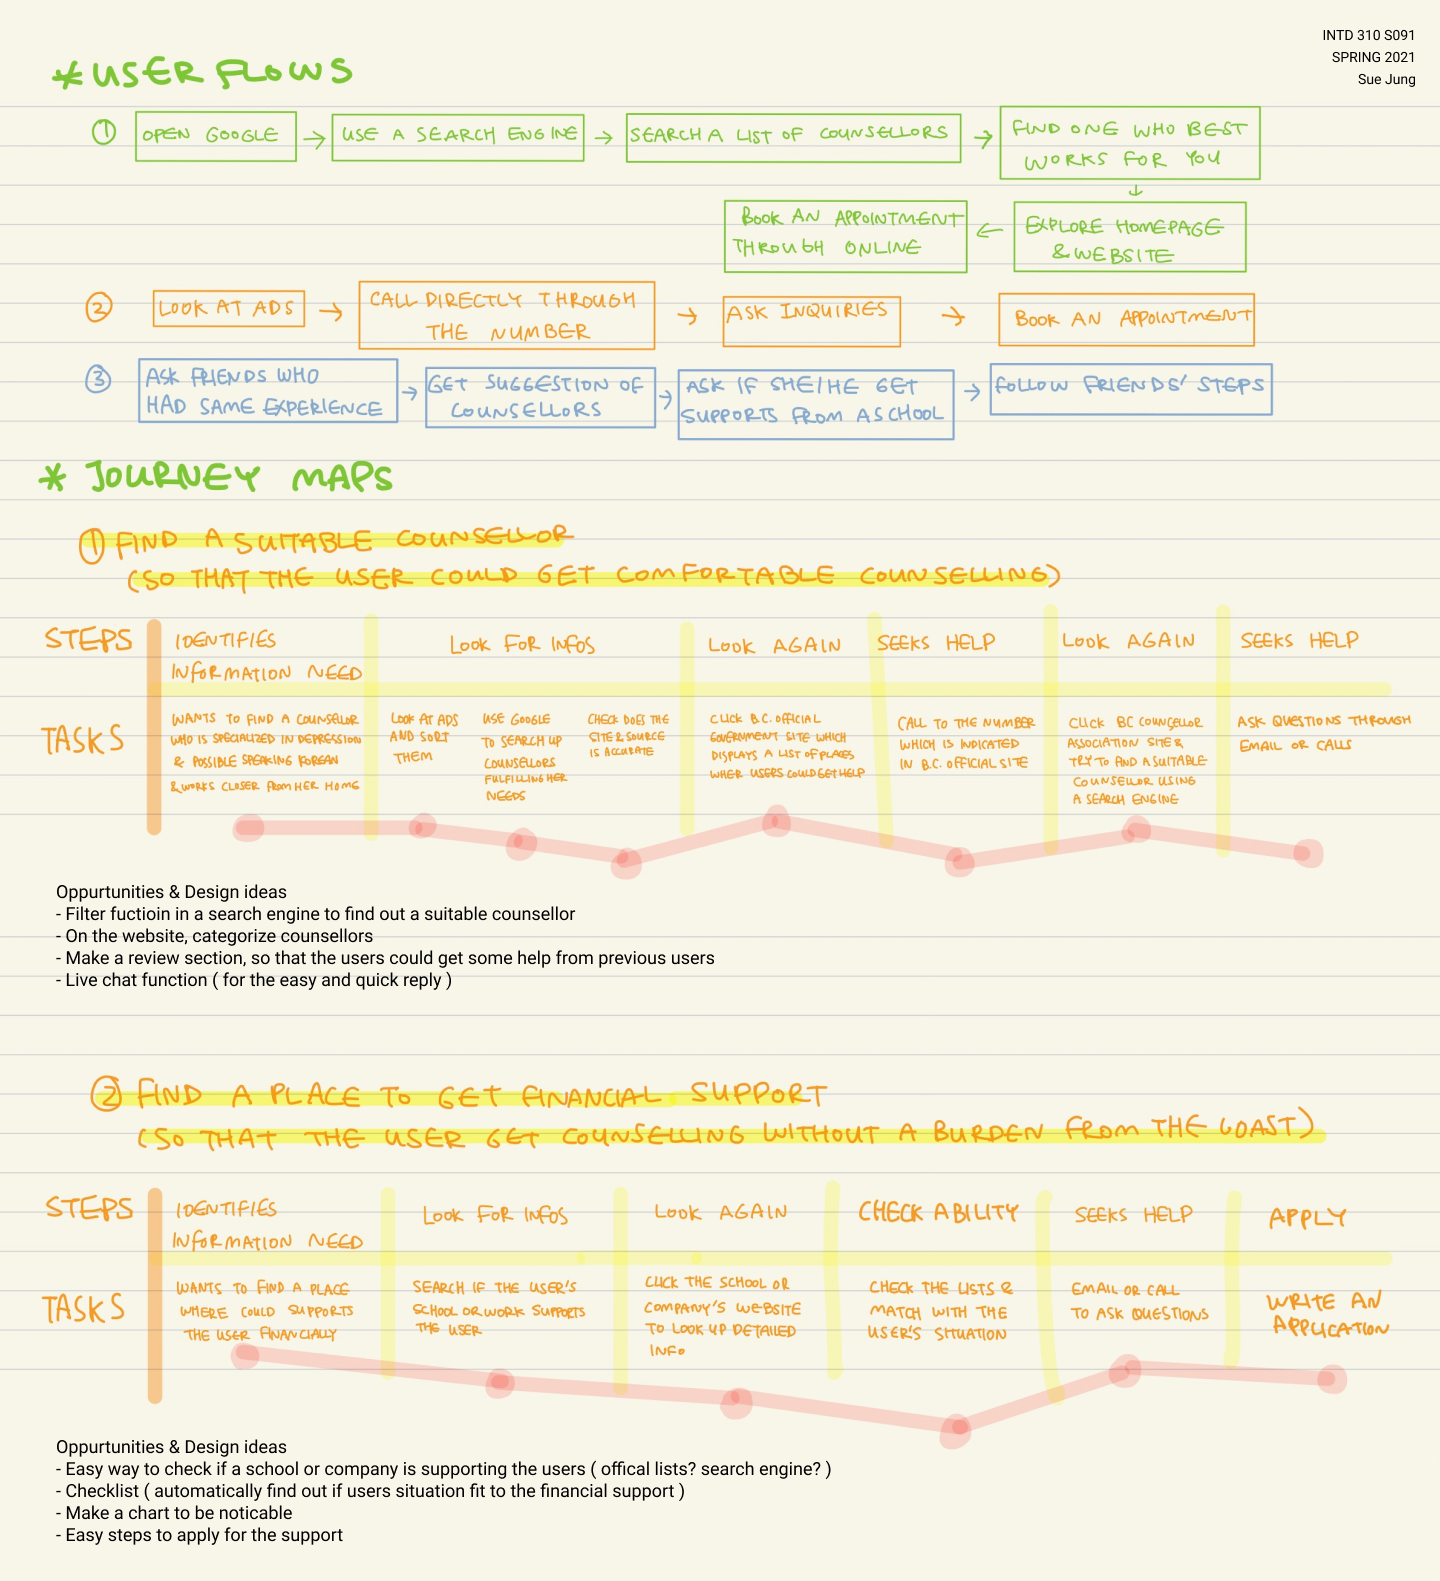 INTD 310 S091
SPRING 2021
Sue Jung
* USER FLOWS
① OPEN GOOGLE → USE A SEARCH ENGINE → SEARCH A LIST OF COUNSELLORS → FIND ONE WHO BEST
WORKS FOR YOU
↓
EXPLORE HOMEPAGE
& WEBSITE
← BOOK AN APPOINTMENT
THROUGH ONLINE
② LOOK AT ADS → CALL DIRECTLY THROUGH
THE NUMBER
→ ASK INQUIRIES → BOOK AN APPOINTMENT
③ ASK FRIENDS WHO
HAD SAME EXPERIENCE
→ GET SUGGESTION OF
COUNSELLORS
→ ASK IF SHE/HE GET
SUPPORTS FROM A SCHOOL
→ FOLLOW FRIENDS' STEPS
* JOURNEY MAPS
① FIND A SUITABLE COUNSELLOR
(SO THAT THE USER COULD GET COMFORTABLE COUNSELLING)
STEPS
IDENTIFIES
INFORMATION NEED
LOOK FOR INFOS
LOOK AGAIN
SEEKS HELP
LOOK AGAIN
SEEKS HELP
TASKS
WANTS TO FIND A COUNSELLOR
WHO IS SPECIALIZED IN DEPRESSION
& POSSIBLE SPEAKING KOREAN
& WORKS CLOSER FROM HER HOME
LOOK AT ADS
AND SORT
THEM
USE GOOGLE
TO SEARCH UP
COUNSELLORS
FULFILLING HER
NEEDS
CHECK DOES THE
SITE & SOURCE
IS ACCURATE
CLICK B.C. OFFICIAL
GOVERNMENT SITE WHICH
DISPLAYS A LIST OF PLACES
WHER USERS COULD GET HELP
CALL TO THE NUMBER
WHICH IS INDICATED
IN B.C. OFFICIAL SITE
CLICK BC COUNCELLOR
ASSOCIATION SITE &
TRY TO FIND A SUITABLE
COUNSELLOR USING
A SEARCH ENGINE
ASK QUESTIONS THROUGH
EMAIL OR CALLS
Oppurtunities & Design ideas
- Filter fuctioin in a search engine to find out a suitable counsellor
- On the website, categorize counsellors
- Make a review section, so that the users could get some help from previous users
- Live chat function ( for the easy and quick reply )
② FIND A PLACE TO GET FINANCIAL SUPPORT
(SO THAT THE USER GET COUNSELLING WITHOUT A BURDEN FROM THE COAST)
STEPS
IDENTIFIES
INFORMATION NEED
LOOK FOR INFOS
LOOK AGAIN
CHECK ABILITY
SEEKS HELP
APPLY
TASKS
WANTS TO FIND A PLACE
WHERE COULD SUPPORTS
THE USER FINANCIALLY
SEARCH IF THE USER'S
SCHOOL OR WORK SUPPORTS
THE USER
CLICK THE SCHOOL OR
COMPANY'S WEBSITE
TO LOOK UP DETAILED
INFO
CHECK THE LISTS &
MATCH WITH THE
USER'S SITUATION
EMAIL OR CALL
TO ASK QUESTIONS
WRITE AN
APPLICATION
Oppurtunities & Design ideas
- Easy way to check if a school or company is supporting the users ( offical lists? search engine? )
- Checklist ( automatically find out if users situation fit to the financial support )
- Make a chart to be noticable
- Easy steps to apply for the support